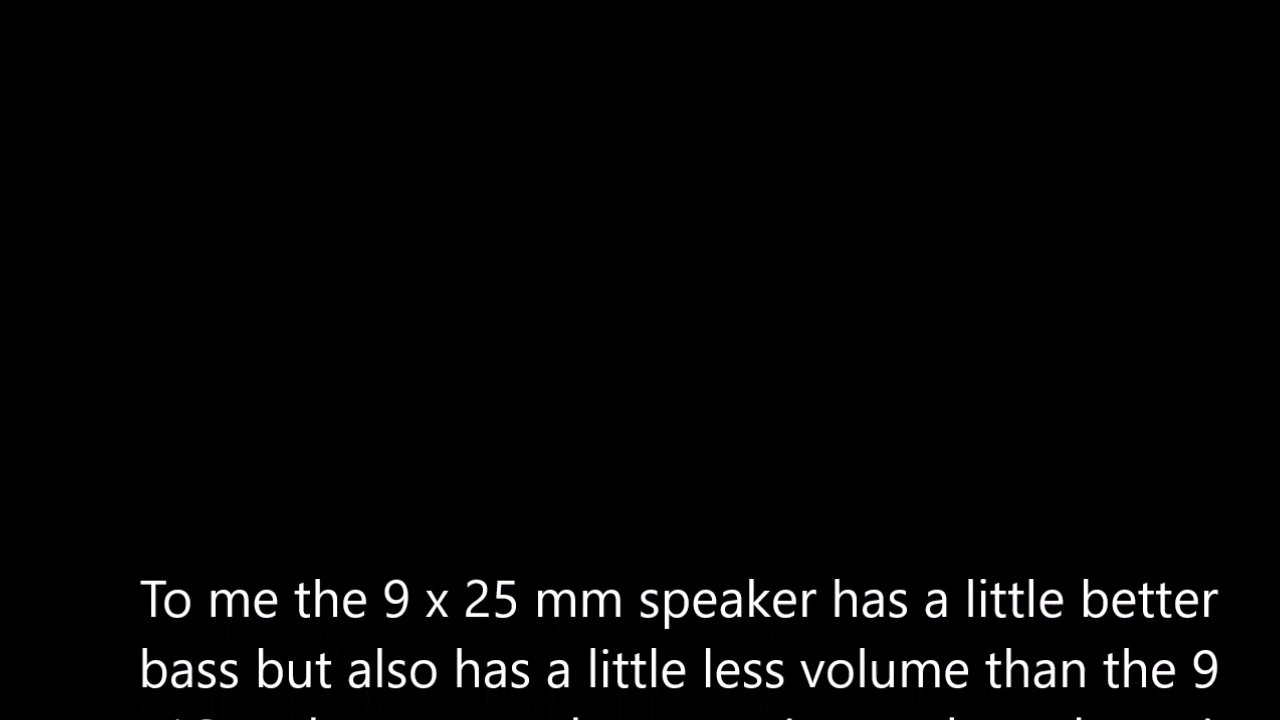 To me the 9 x 25 mm speaker has a little better
bass but also has a little less volume than the 9